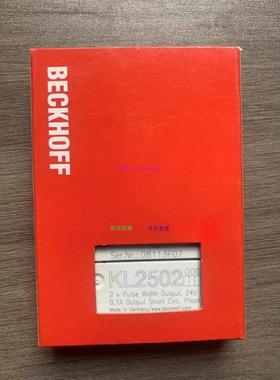 BECKHOFF
Ser.Nr.: 0B113F07
KL2502
2 x Pulse Width Output, 24V
0,1A Output Short Circ. Proof
Made in Germany/www.beckhoff.com